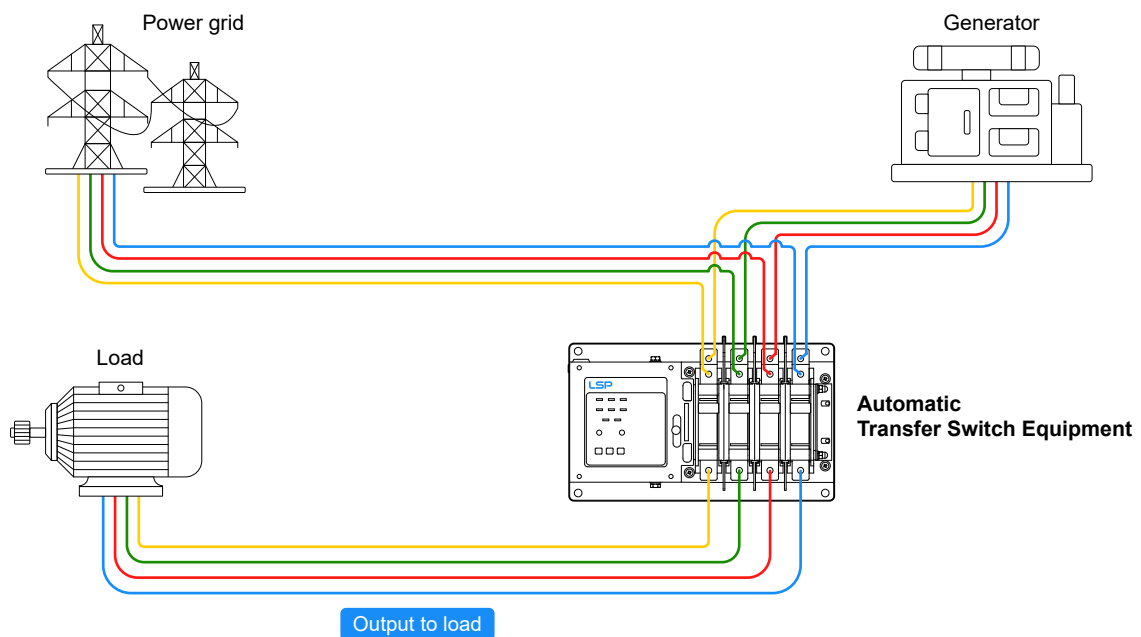 Power grid
Generator
Load
LSP
Automatic
Transfer Switch Equipment
Output to load